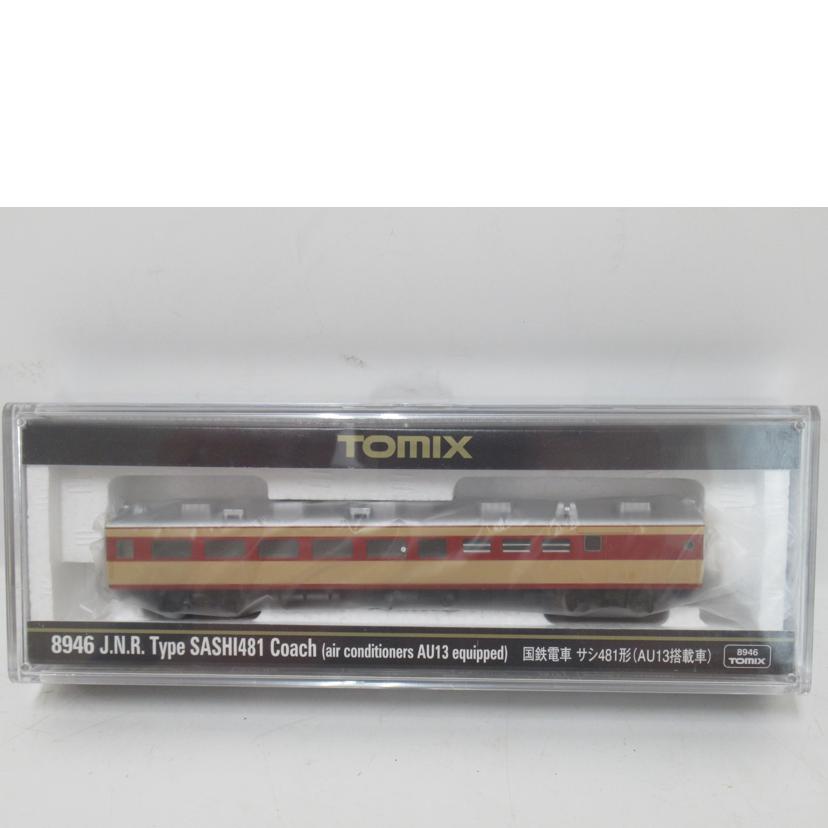 TOMIX
8946 J.N.R. Type SASHI481 Coach (air conditioners AU13 equipped) 国鉄電車 サシ481形(AU13搭載車)
8946
TOMIX